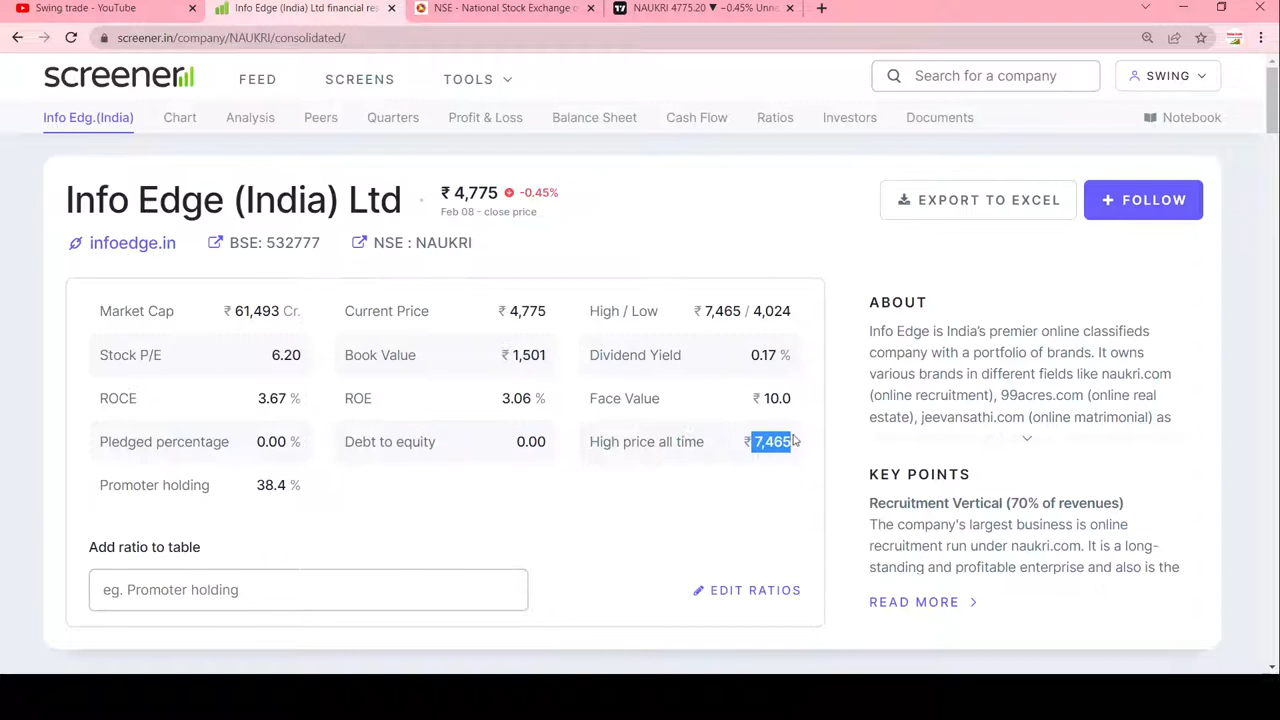 Swing trade - YouTube
Info Edge (India) Ltd financial res
NSE - National Stock Exchange o
NAUKRI 4775.20 ▼ −0.45% Unn
screener.in/company/NAUKRI/consolidated/
screener
FEED
SCREENS
TOOLS
Search for a company
SWING
Info Edg.(India)
Chart
Analysis
Peers
Quarters
Profit & Loss
Balance Sheet
Cash Flow
Ratios
Investors
Documents
Notebook
Info Edge (India) Ltd
₹ 4,775 -0.45%
Feb 08 - close price
EXPORT TO EXCEL
+ FOLLOW
infoedge.in
BSE: 532777
NSE : NAUKRI
Market Cap ₹ 61,493 Cr.
Current Price ₹ 4,775
High / Low ₹ 7,465 / 4,024
Stock P/E 6.20
Book Value ₹ 1,501
Dividend Yield 0.17 %
ROCE 3.67 %
ROE 3.06 %
Face Value ₹ 10.0
Pledged percentage 0.00 %
Debt to equity 0.00
High price all time ₹ 7,465
Promoter holding 38.4 %
Add ratio to table
eg. Promoter holding
EDIT RATIOS
ABOUT
Info Edge is India's premier online classifieds
company with a portfolio of brands. It owns
various brands in different fields like naukri.com
(online recruitment), 99acres.com (online real
estate), jeevansathi.com (online matrimonial) as
KEY POINTS
Recruitment Vertical (70% of revenues)
The company's largest business is online
recruitment run under naukri.com. It is a long-
standing and profitable enterprise and also is the
READ MORE